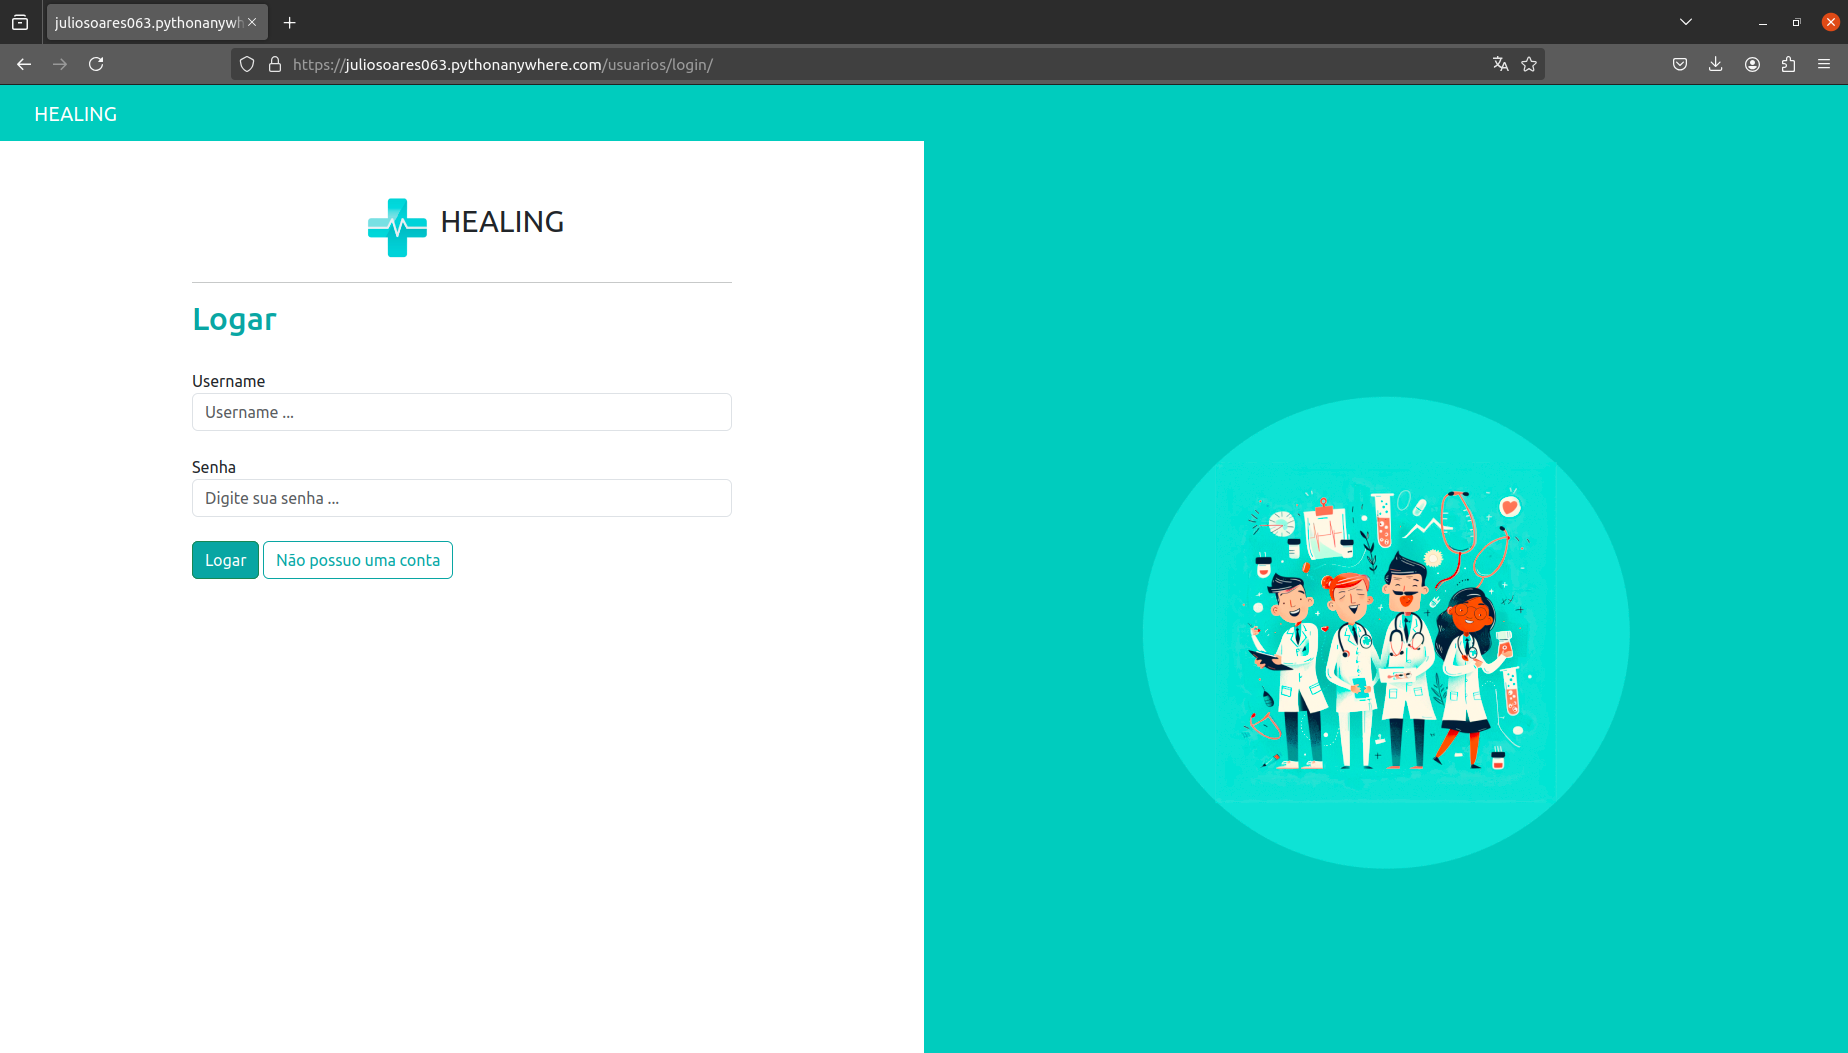 juliosoares063.pythonanywh
https://juliosoares063.pythonanywhere.com/usuarios/login/
HEALING
HEALING
Logar
Username
Username ...
Senha
Digite sua senha ...
Logar
Não possuo uma conta